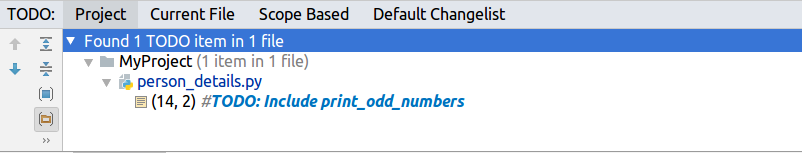 TODO: Project Current File Scope Based Default Changelist
Found 1 TODO item in 1 file
MyProject (1 item in 1 file)
person_details.py
(14, 2) #TODO: Include print_odd_numbers